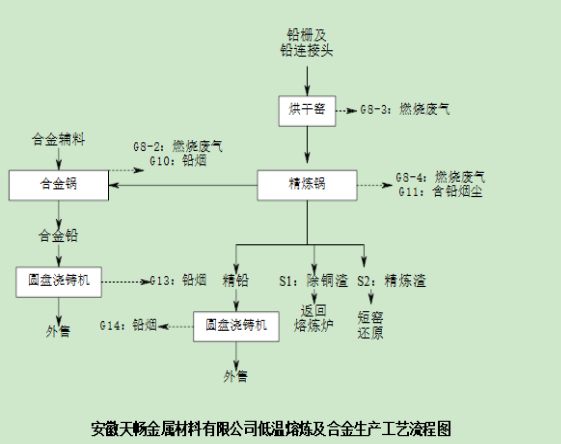 铅栅及
铅连接头
烘干窑
G8-3：燃烧废气
合金辅料
G8-2：燃烧废气
G10：铅烟
合金锅
精炼锅
G8-4：燃烧废气
G11：含铅烟尘
合金铅
圆盘浇铸机
G13：铅烟
精铅
S1：除铜渣
S2：精炼渣
外售
G14：铅烟
圆盘浇铸机
返回
熔炼炉
短窑
还原
外售
安徽天畅金属材料有限公司低温熔炼及合金生产工艺流程图